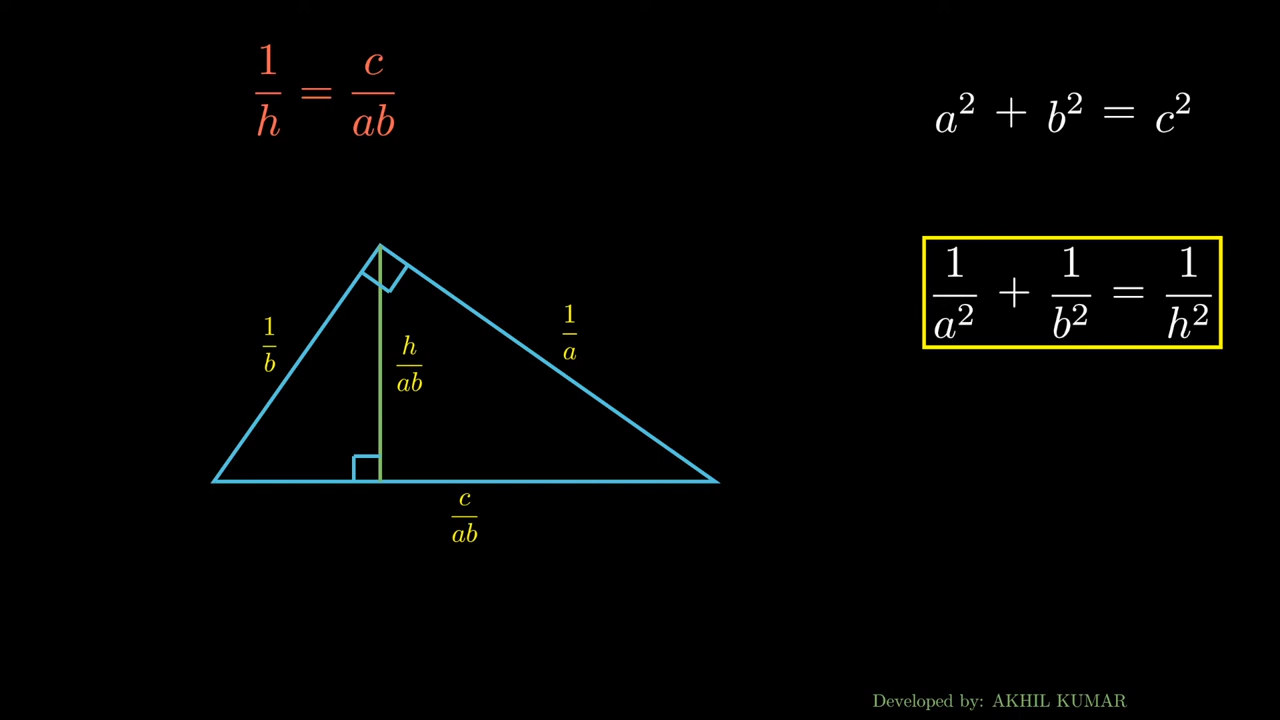 1/h = c/ab
a² + b² = c²
1/a² + 1/b² = 1/h²
1/b
h/ab
1/a
c/ab
Developed by: AKHIL KUMAR